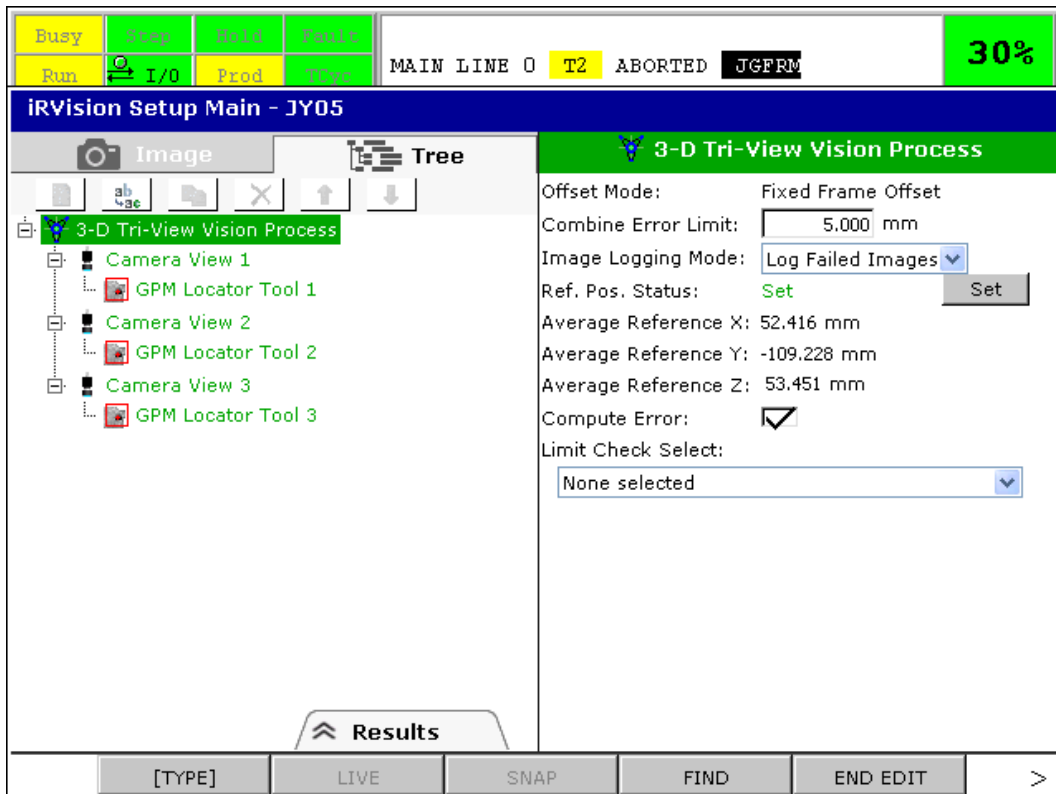 Busy Step Hold Fault
Run I/O Prod TCyc
MAIN LINE 0 T2 ABORTED JGFRM
30%
iRVision Setup Main - JY05
Image Tree
3-D Tri-View Vision Process
Camera View 1
GPM Locator Tool 1
Camera View 2
GPM Locator Tool 2
Camera View 3
GPM Locator Tool 3
Results
3-D Tri-View Vision Process
Offset Mode: Fixed Frame Offset
Combine Error Limit: 5.000 mm
Image Logging Mode: Log Failed Images
Ref. Pos. Status: Set Set
Average Reference X: 52.416 mm
Average Reference Y: -109.228 mm
Average Reference Z: 53.451 mm
Compute Error:
Limit Check Select:
None selected
[TYPE] LIVE SNAP FIND END EDIT >